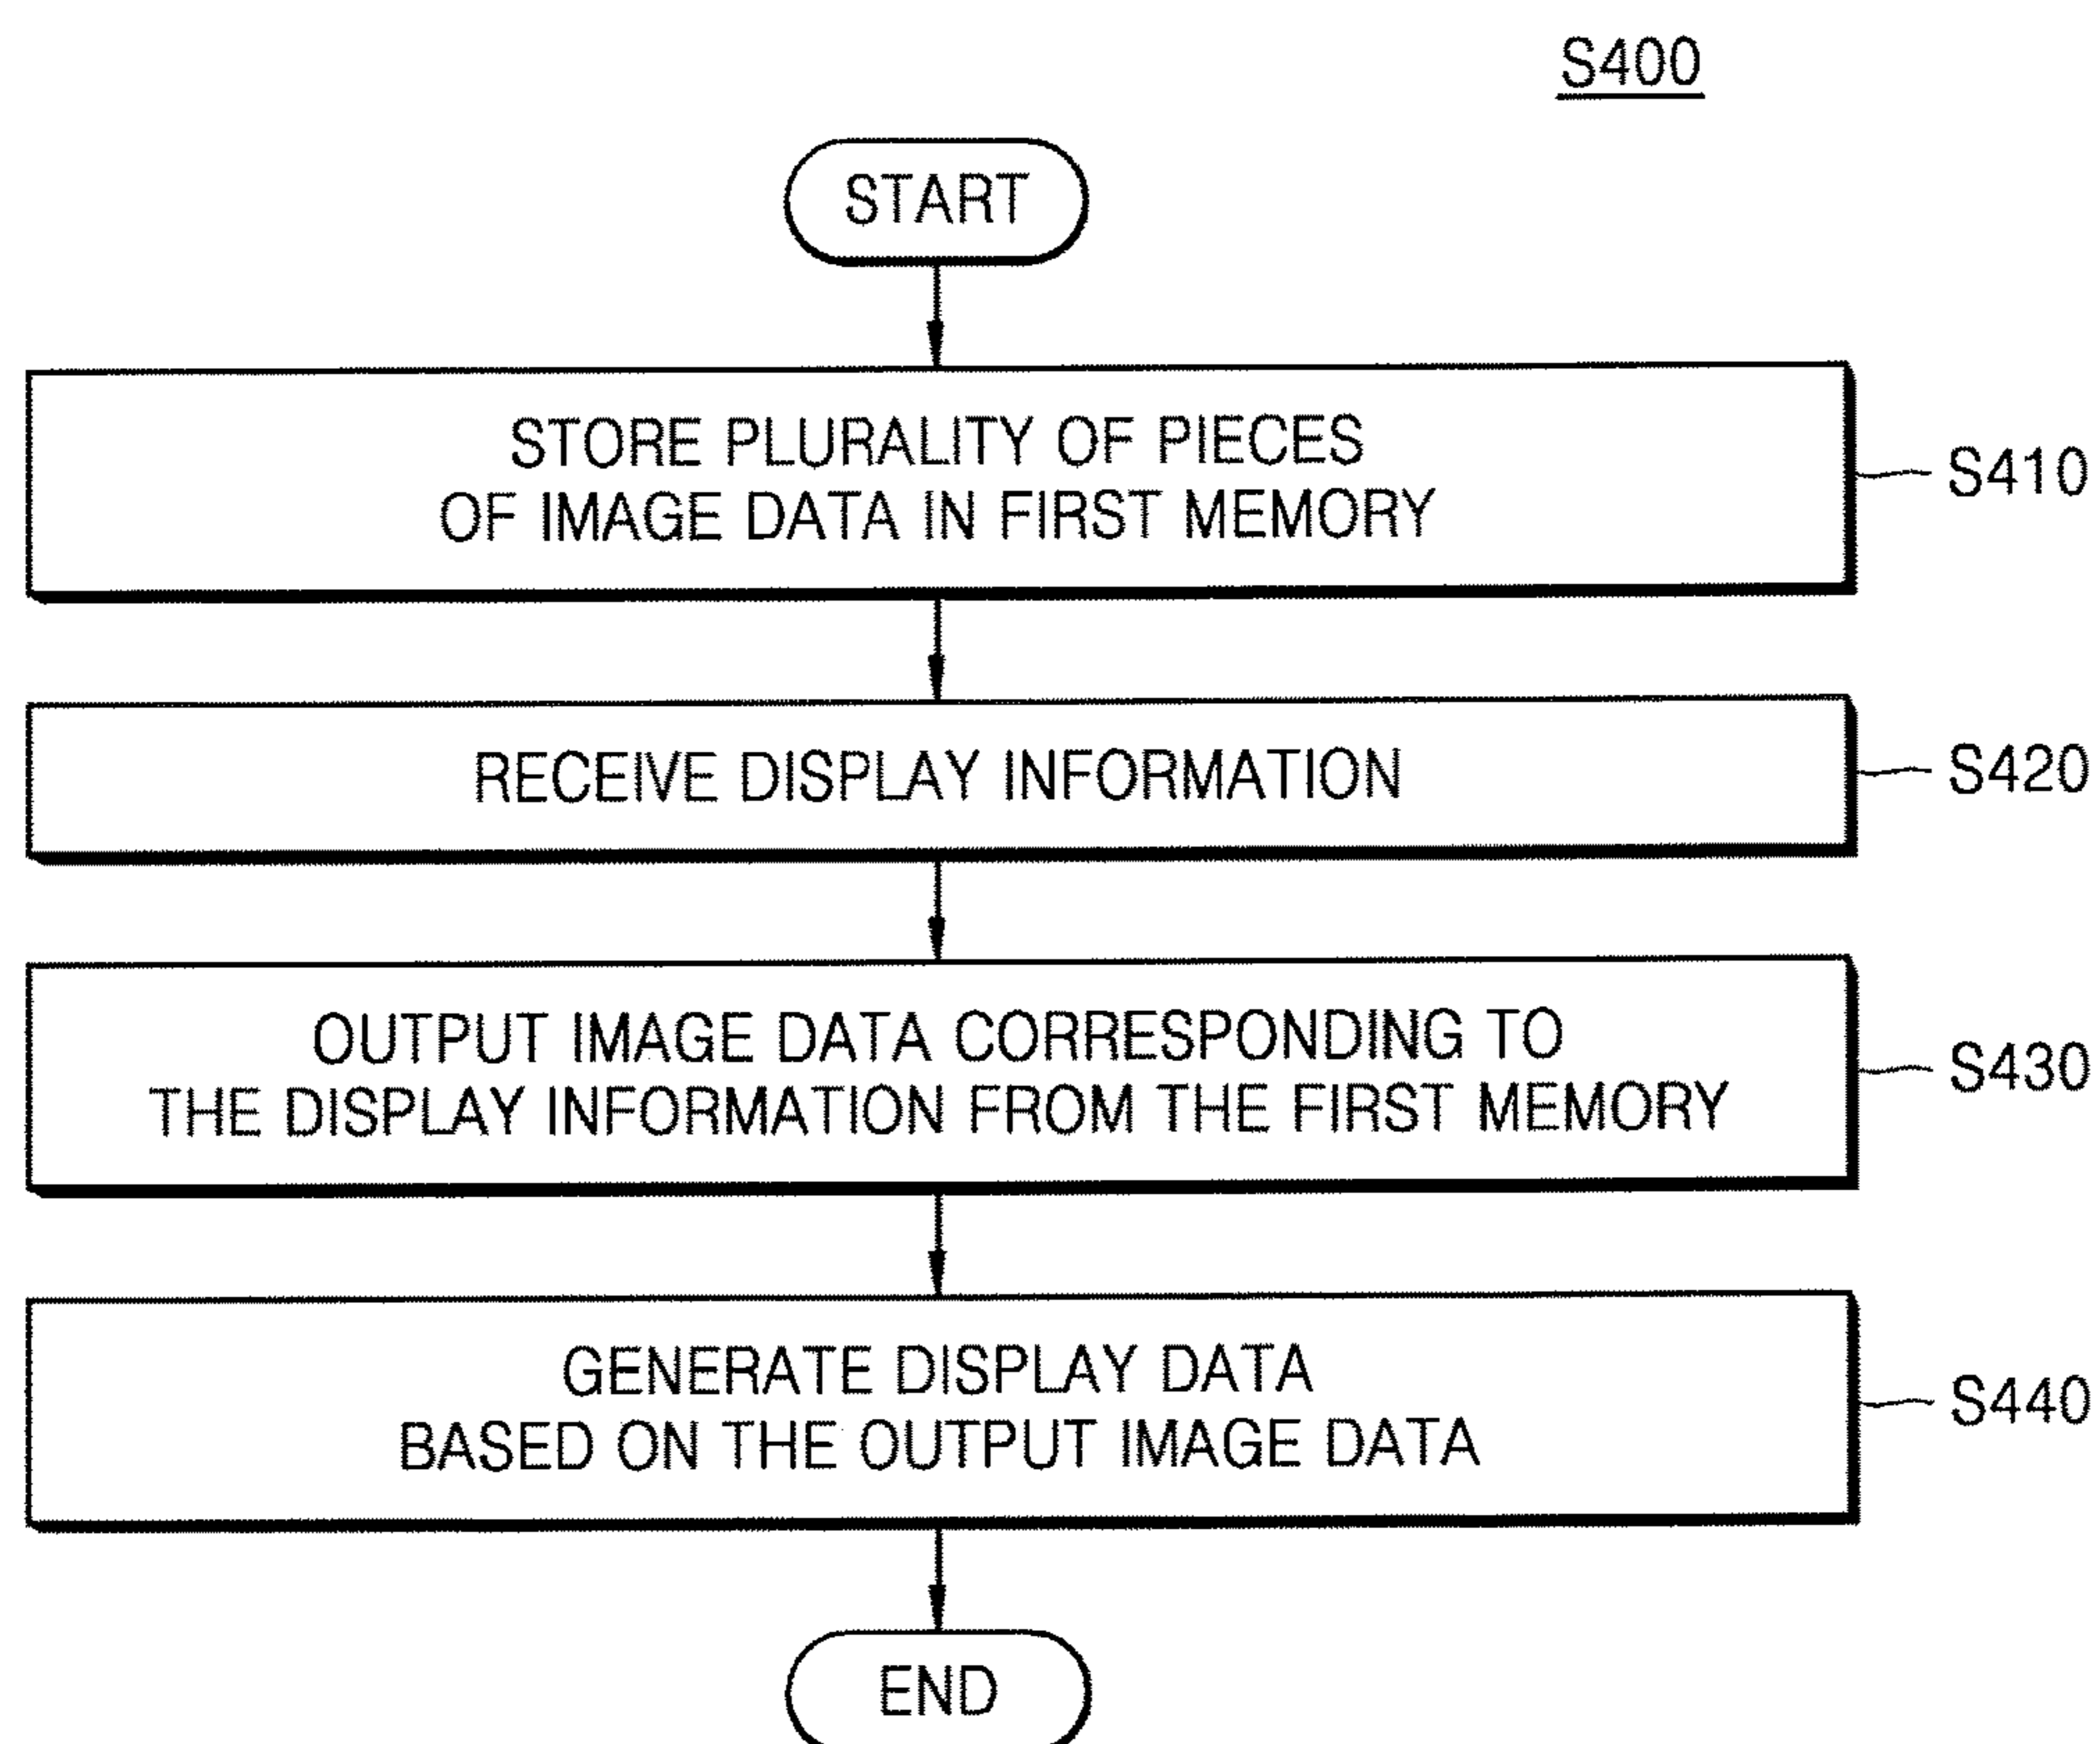 S400
START
STORE PLURALITY OF PIECES
OF IMAGE DATA IN FIRST MEMORY
S410
RECEIVE DISPLAY INFORMATION
S420
OUTPUT IMAGE DATA CORRESPONDING TO
THE DISPLAY INFORMATION FROM THE FIRST MEMORY
S430
GENERATE DISPLAY DATA
BASED ON THE OUTPUT IMAGE DATA
S440
END